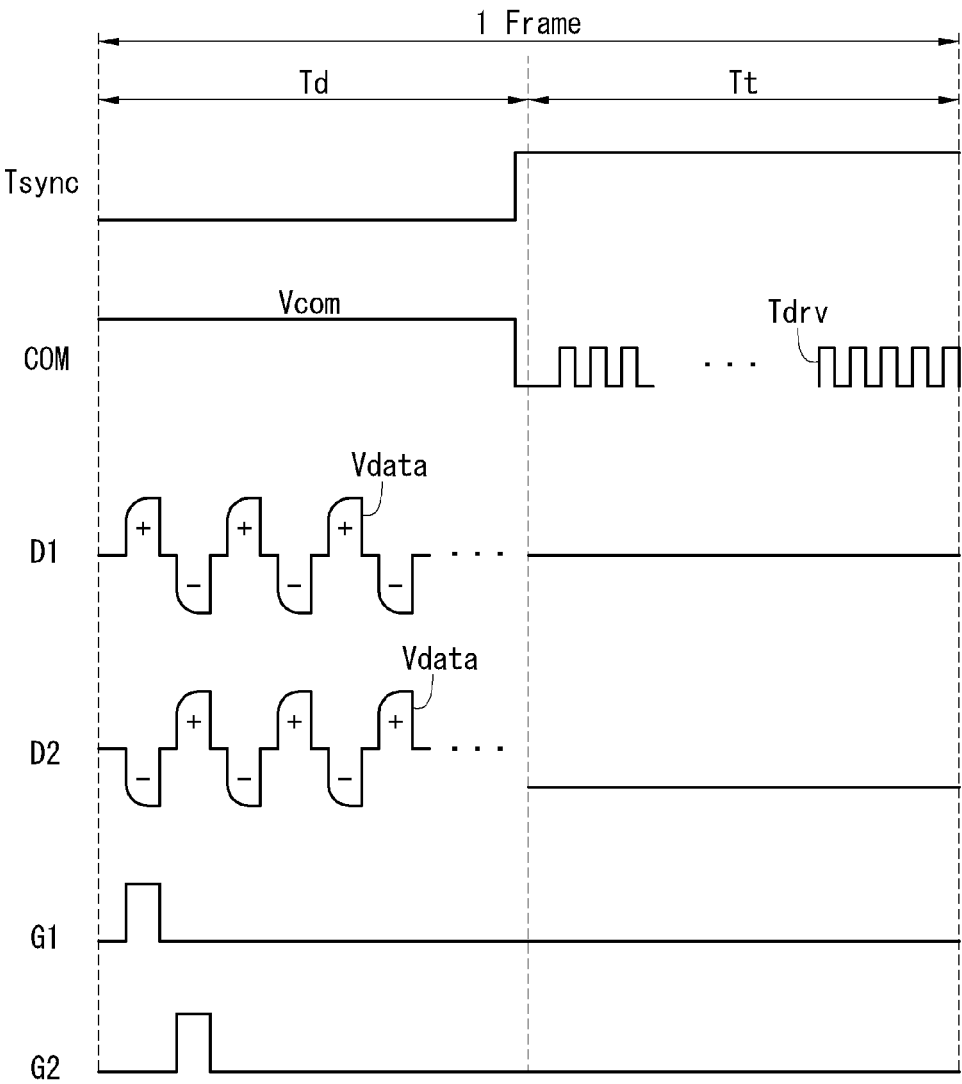 1 Frame
Td
Tt
Tsync
Vcom
COM
Tdrv
. . .
Vdata
D1
+ + +
− − −
. . .
Vdata
D2
+ + +
− − −
. . .
G1
G2